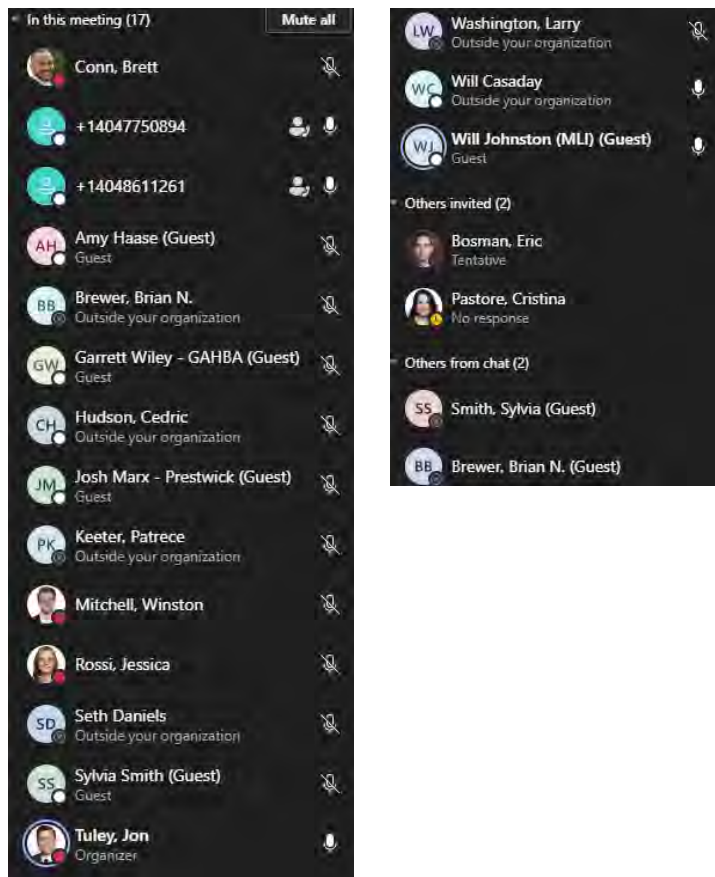 In this meeting (17) Mute all
Conn, Brett
+14047750894
+14048611261
AH Amy Haase (Guest)
Guest
BB Brewer, Brian N.
Outside your organization
GW Garrett Wiley - GAHBA (Guest)
Guest
CH Hudson, Cedric
Outside your organization
JM Josh Marx - Prestwick (Guest)
Guest
PK Keeter, Patrece
Outside your organization
Mitchell, Winston
Rossi, Jessica
SD Seth Daniels
Outside your organization
SS Sylvia Smith (Guest)
Guest
Tuley, Jon
Organizer
LW Washington, Larry
Outside your organization
WC Will Casaday
Outside your organization
WJ Will Johnston (MLI) (Guest)
Guest
Others invited (2)
Bosman, Eric
Tentative
Pastore, Cristina
No response
Others from chat (2)
SS Smith, Sylvia (Guest)
BB Brewer, Brian N. (Guest)